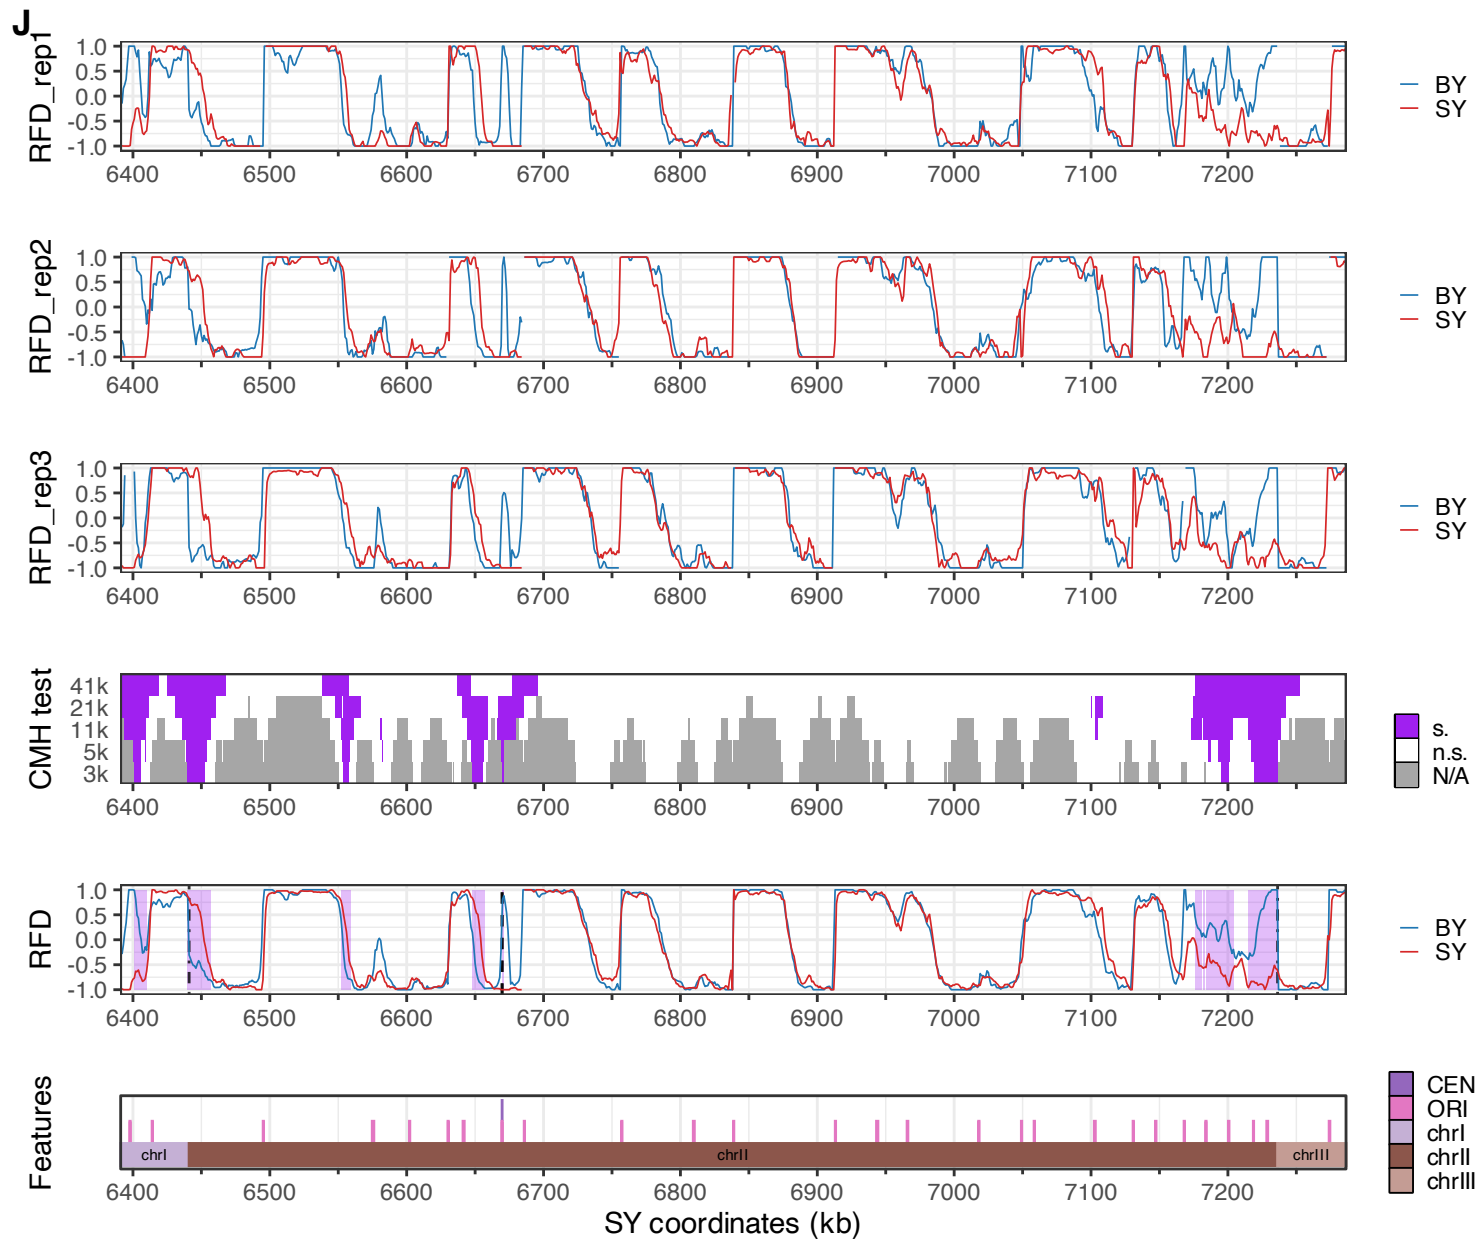 J
RFD_rep1
1.0
0.5
0.0
-0.5
-1.0
6400 6500 6600 6700 6800 6900 7000 7100 7200
BY
SY
RFD_rep2
1.0
0.5
0.0
-0.5
-1.0
6400 6500 6600 6700 6800 6900 7000 7100 7200
BY
SY
RFD_rep3
1.0
0.5
0.0
-0.5
-1.0
6400 6500 6600 6700 6800 6900 7000 7100 7200
BY
SY
CMH test
41k
21k
11k
5k
3k
6400 6500 6600 6700 6800 6900 7000 7100 7200
s.
n.s.
N/A
RFD
1.0
0.5
0.0
-0.5
-1.0
6400 6500 6600 6700 6800 6900 7000 7100 7200
BY
SY
Features
chrI chrII chrIII
6400 6500 6600 6700 6800 6900 7000 7100 7200
SY coordinates (kb)
CEN
ORI
chrI
chrII
chrIII